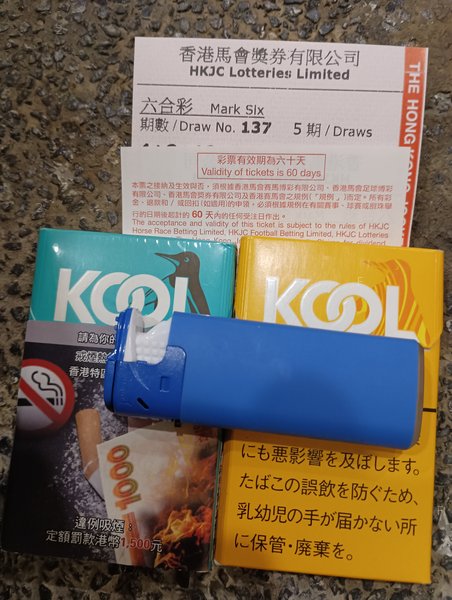 香港馬會獎券有限公司
HKJC Lotteries Limited
六合彩 Mark Six
期數/Draw No. 137 5 期/Draws
THE HONG KONG
彩票有效期為六十天
Validity of tickets is 60 days
本票之接納及生效與否，須根據香港馬會賽馬博彩有限公司、香港馬會足球博彩
有限公司、香港馬會獎券有限公司及香港賽馬會之規例(「規例」)而定。所有彩
金、退款和／或回扣(如適用的)申領，必須根據規例在有關賽事、球賽或翻珠舉
行的日期後起計的 60 天內的任何受注日作出。
The acceptance and validity of this ticket is subject to the rules of HKJC
Horse Race Betting Limited, HKJC Football Betting Limited, HKJC Lotteries
KOOL
KOOL
請為你的
香港特區
1000
違例吸煙：
定額罰款港幣1,500元
にも悪影響を及ぼします。
たばこの誤飲を防ぐため、
乳幼児の手が届かない所
に保管・廃棄を。